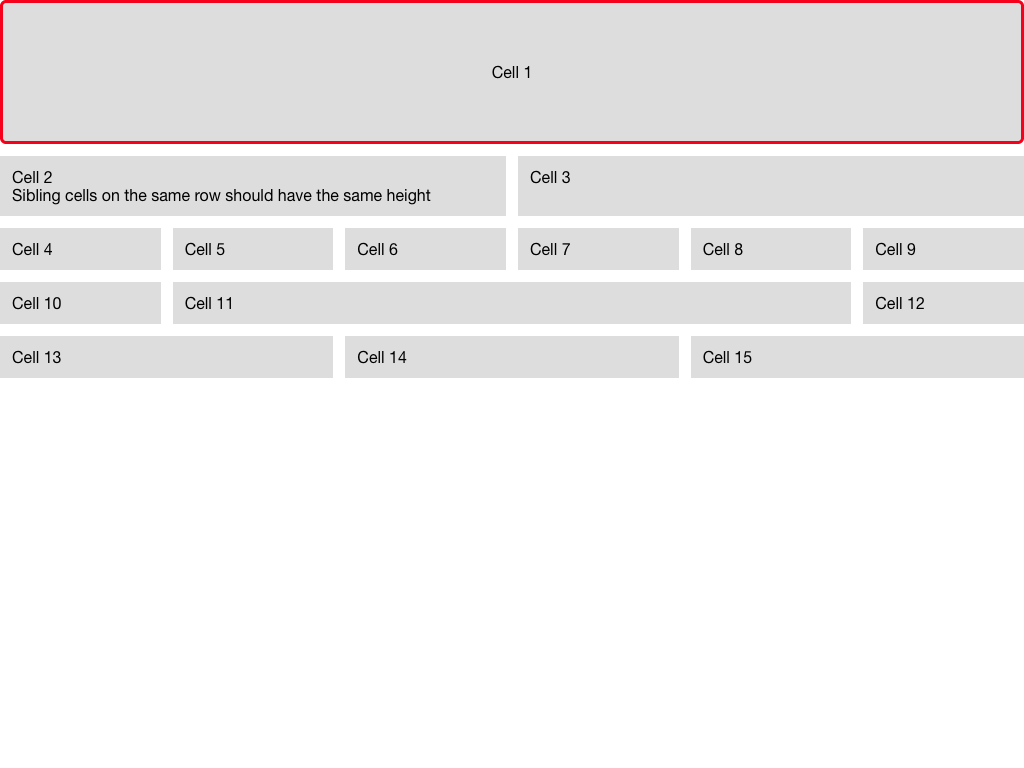 Cell 1
Cell 2
Sibling cells on the same row should have the same height
Cell 3
Cell 4
Cell 5
Cell 6
Cell 7
Cell 8
Cell 9
Cell 10
Cell 11
Cell 12
Cell 13
Cell 14
Cell 15